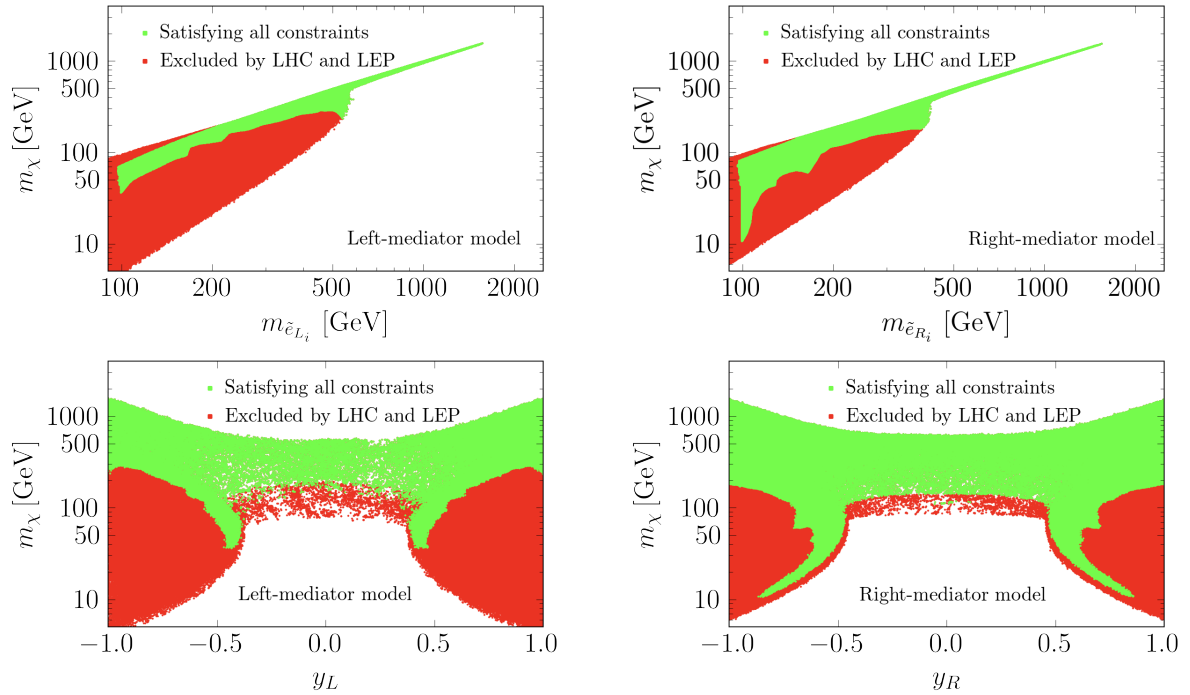 Satisfying all constraints
Excluded by LHC and LEP
1000
500
100
50
10
m_χ [GeV]
Left-mediator model
100
200
500
1000
2000
m_{ẽ_{L_i}} [GeV]
Satisfying all constraints
Excluded by LHC and LEP
1000
500
100
50
10
m_χ [GeV]
Right-mediator model
100
200
500
1000
2000
m_{ẽ_{R_i}} [GeV]
Satisfying all constraints
Excluded by LHC and LEP
1000
500
100
50
10
m_χ [GeV]
Left-mediator model
−1.0
−0.5
0.0
0.5
1.0
y_L
Satisfying all constraints
Excluded by LHC and LEP
1000
500
100
50
10
m_χ [GeV]
Right-mediator model
−1.0
−0.5
0.0
0.5
1.0
y_R